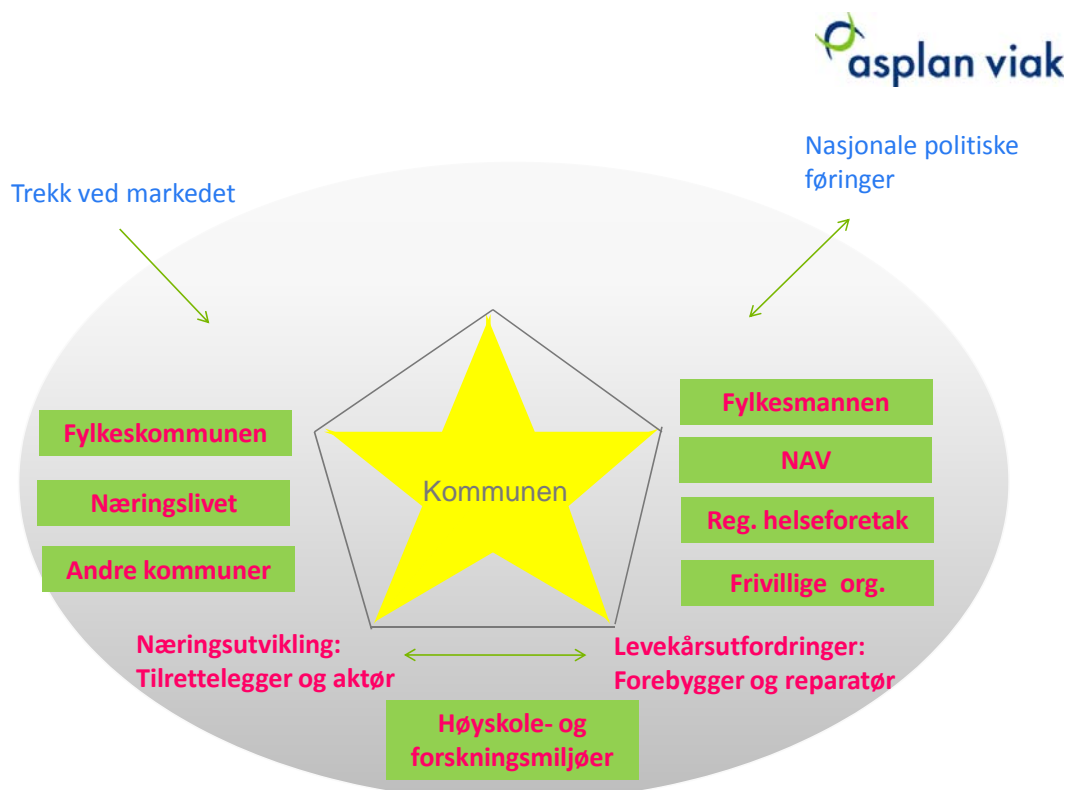 asplan viak
Nasjonale politiske
føringer
Trekk ved markedet
Fylkeskommunen
Næringslivet
Andre kommuner
Kommunen
Fylkesmannen
NAV
Reg. helseforetak
Frivillige org.
Næringsutvikling:
Tilrettelegger og aktør
Levekårsutfordringer:
Forebygger og reparatør
Høyskole- og
forskningsmiljøer